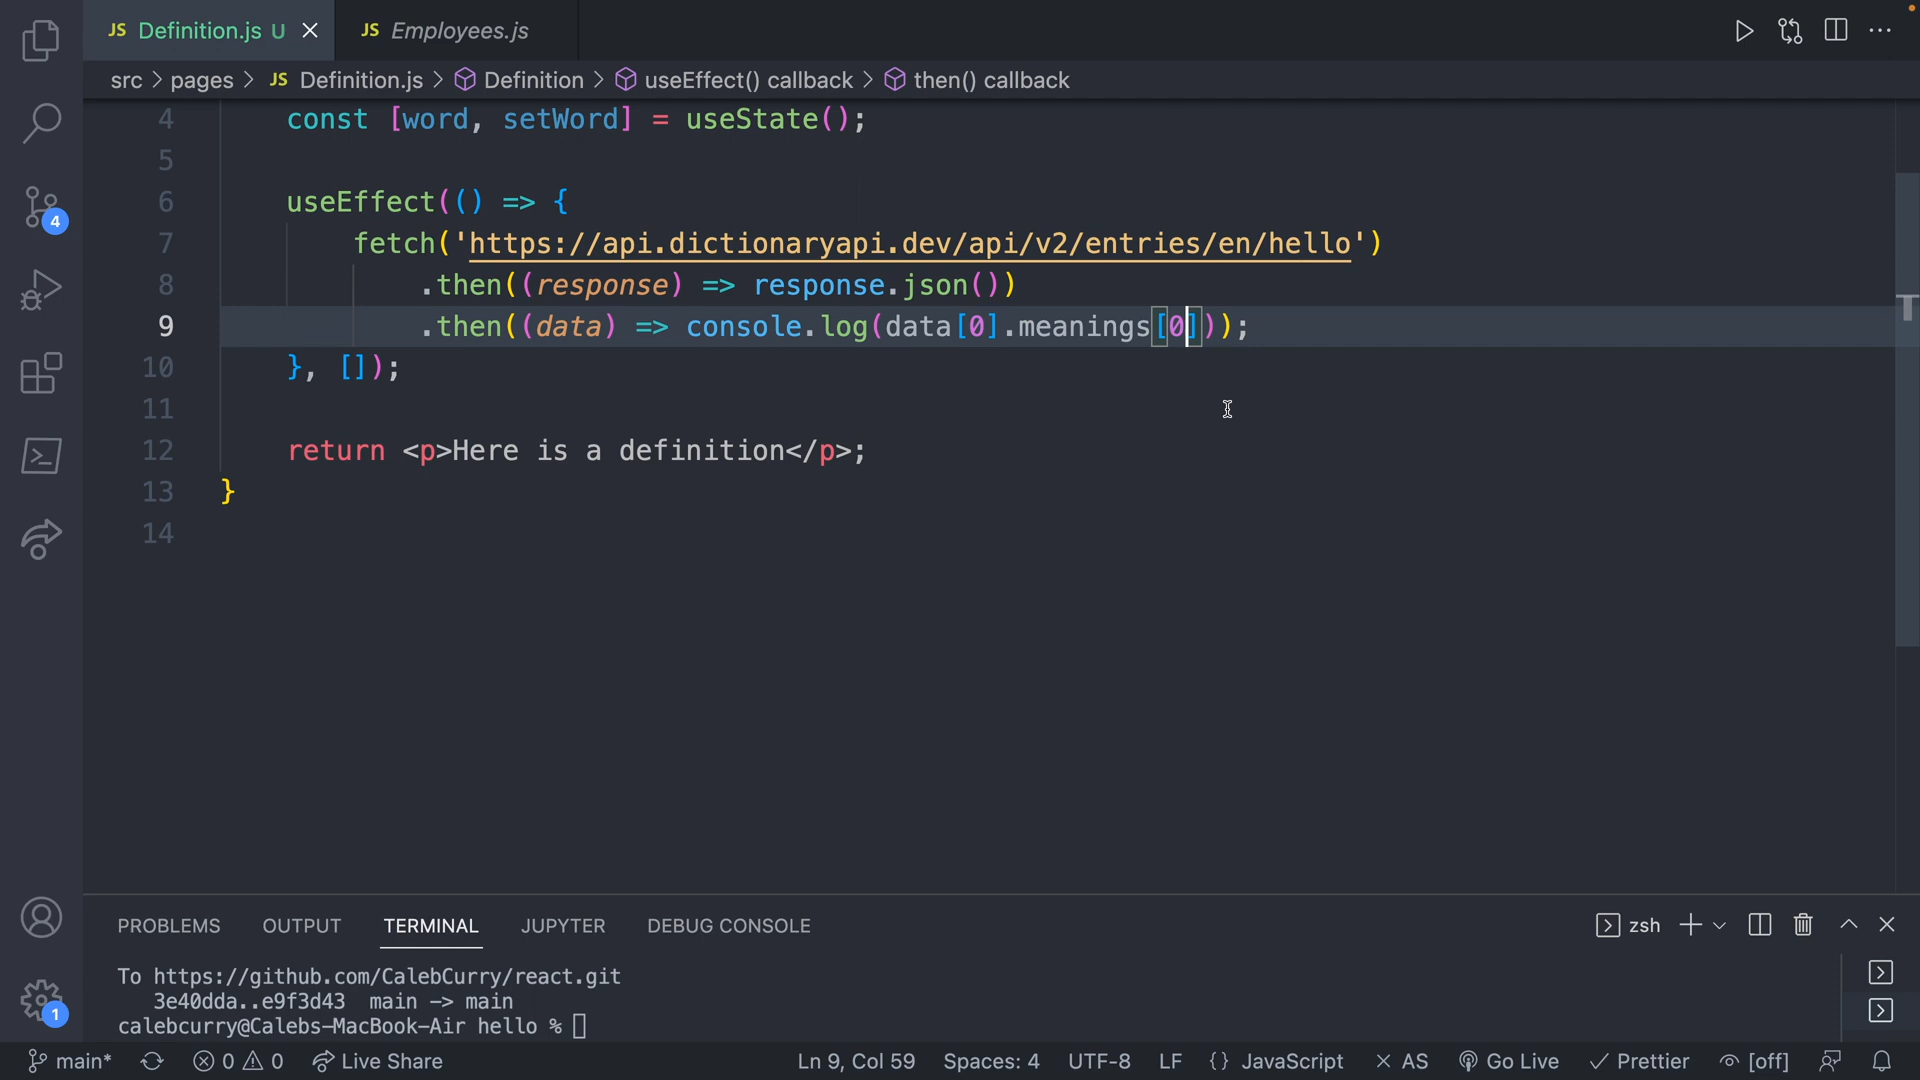 JS Definition.js U
JS Employees.js
src > pages > JS Definition.js > Definition > useEffect() callback > then() callback
4 const [word, setWord] = useState();
5
6 useEffect(() => {
7 fetch('https://api.dictionaryapi.dev/api/v2/entries/en/hello')
8 .then((response) => response.json())
9 .then((data) => console.log(data[0].meanings[0]));
10 }, []);
11
12 return <p>Here is a definition</p>;
13 }
14
4
1
PROBLEMS OUTPUT TERMINAL JUPYTER DEBUG CONSOLE zsh
To https://github.com/CalebCurry/react.git
3e40dda..e9f3d43 main -> main
calebcurry@Calebs-MacBook-Air hello %
main* 0 0 Live Share Ln 9, Col 59 Spaces: 4 UTF-8 LF {} JavaScript AS Go Live Prettier [off]